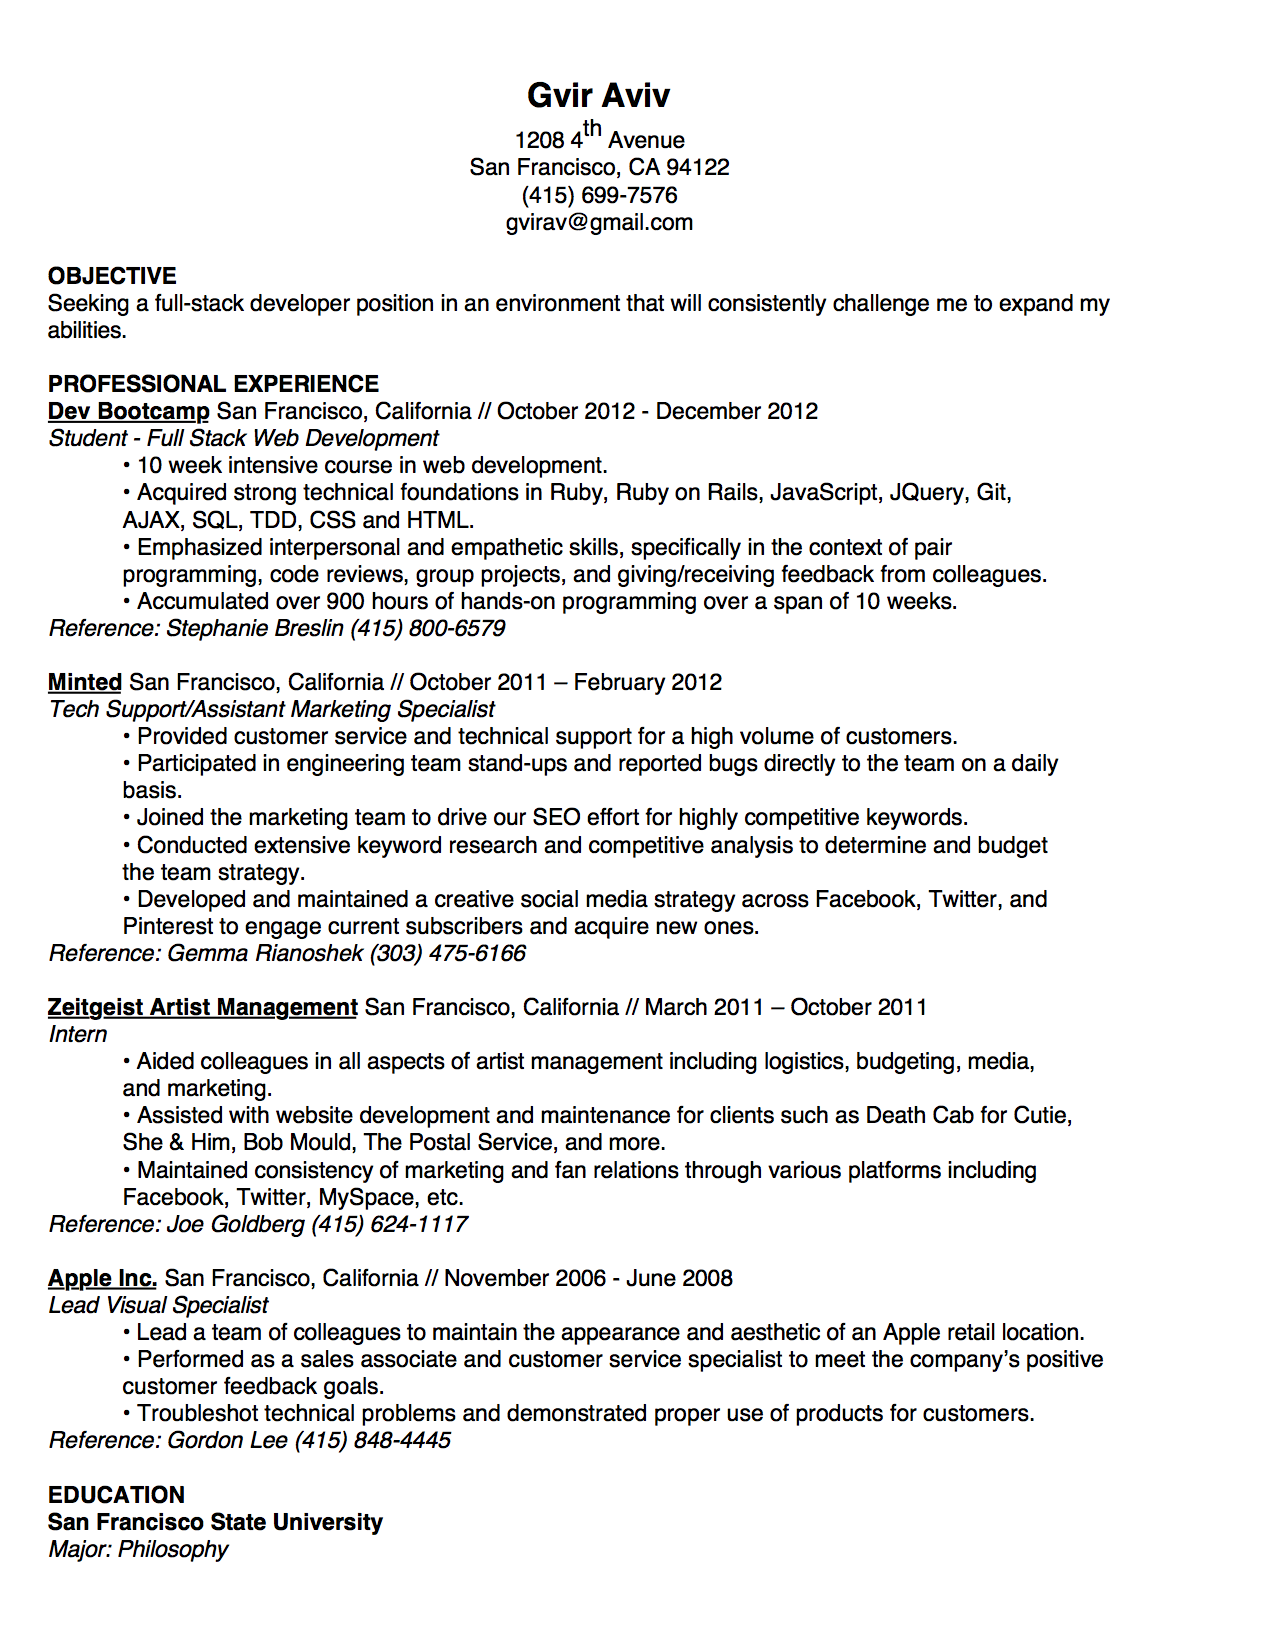 Gvir Aviv
1208 4th Avenue
San Francisco, CA 94122
(415) 699-7576
gvirav@gmail.com
OBJECTIVE
Seeking a full-stack developer position in an environment that will consistently challenge me to expand my
abilities.
PROFESSIONAL EXPERIENCE
Dev Bootcamp San Francisco, California // October 2012 - December 2012
Student - Full Stack Web Development
• 10 week intensive course in web development.
• Acquired strong technical foundations in Ruby, Ruby on Rails, JavaScript, JQuery, Git,
AJAX, SQL, TDD, CSS and HTML.
• Emphasized interpersonal and empathetic skills, specifically in the context of pair
programming, code reviews, group projects, and giving/receiving feedback from colleagues.
• Accumulated over 900 hours of hands-on programming over a span of 10 weeks.
Reference: Stephanie Breslin (415) 800-6579
Minted San Francisco, California // October 2011 – February 2012
Tech Support/Assistant Marketing Specialist
• Provided customer service and technical support for a high volume of customers.
• Participated in engineering team stand-ups and reported bugs directly to the team on a daily
basis.
• Joined the marketing team to drive our SEO effort for highly competitive keywords.
• Conducted extensive keyword research and competitive analysis to determine and budget
the team strategy.
• Developed and maintained a creative social media strategy across Facebook, Twitter, and
Pinterest to engage current subscribers and acquire new ones.
Reference: Gemma Rianoshek (303) 475-6166
Zeitgeist Artist Management San Francisco, California // March 2011 – October 2011
Intern
• Aided colleagues in all aspects of artist management including logistics, budgeting, media,
and marketing.
• Assisted with website development and maintenance for clients such as Death Cab for Cutie,
She & Him, Bob Mould, The Postal Service, and more.
• Maintained consistency of marketing and fan relations through various platforms including
Facebook, Twitter, MySpace, etc.
Reference: Joe Goldberg (415) 624-1117
Apple Inc. San Francisco, California // November 2006 - June 2008
Lead Visual Specialist
• Lead a team of colleagues to maintain the appearance and aesthetic of an Apple retail location.
• Performed as a sales associate and customer service specialist to meet the company’s positive
customer feedback goals.
• Troubleshot technical problems and demonstrated proper use of products for customers.
Reference: Gordon Lee (415) 848-4445
EDUCATION
San Francisco State University
Major: Philosophy